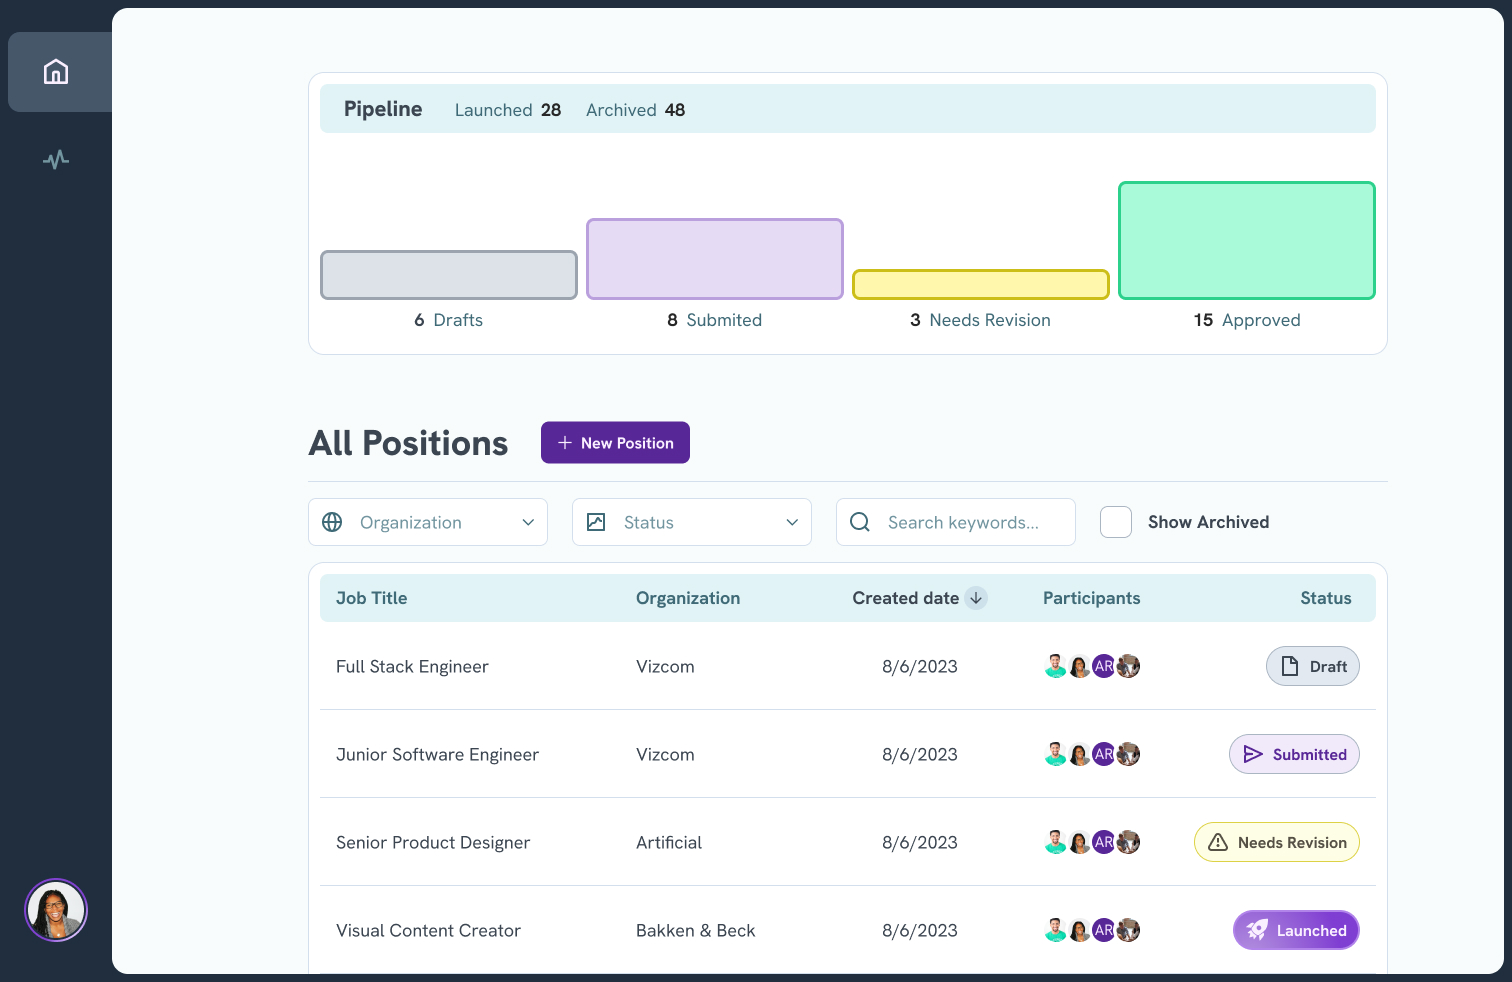 Pipeline Launched 28 Archived 48
6 Drafts 8 Submited 3 Needs Revision 15 Approved
All Positions New Position
Organization Status Search keywords... Show Archived
Job Title Organization Created date Participants Status
Full Stack Engineer Vizcom 8/6/2023 AR Draft
Junior Software Engineer Vizcom 8/6/2023 AR Submitted
Senior Product Designer Artificial 8/6/2023 AR Needs Revision
Visual Content Creator Bakken & Beck 8/6/2023 AR Launched